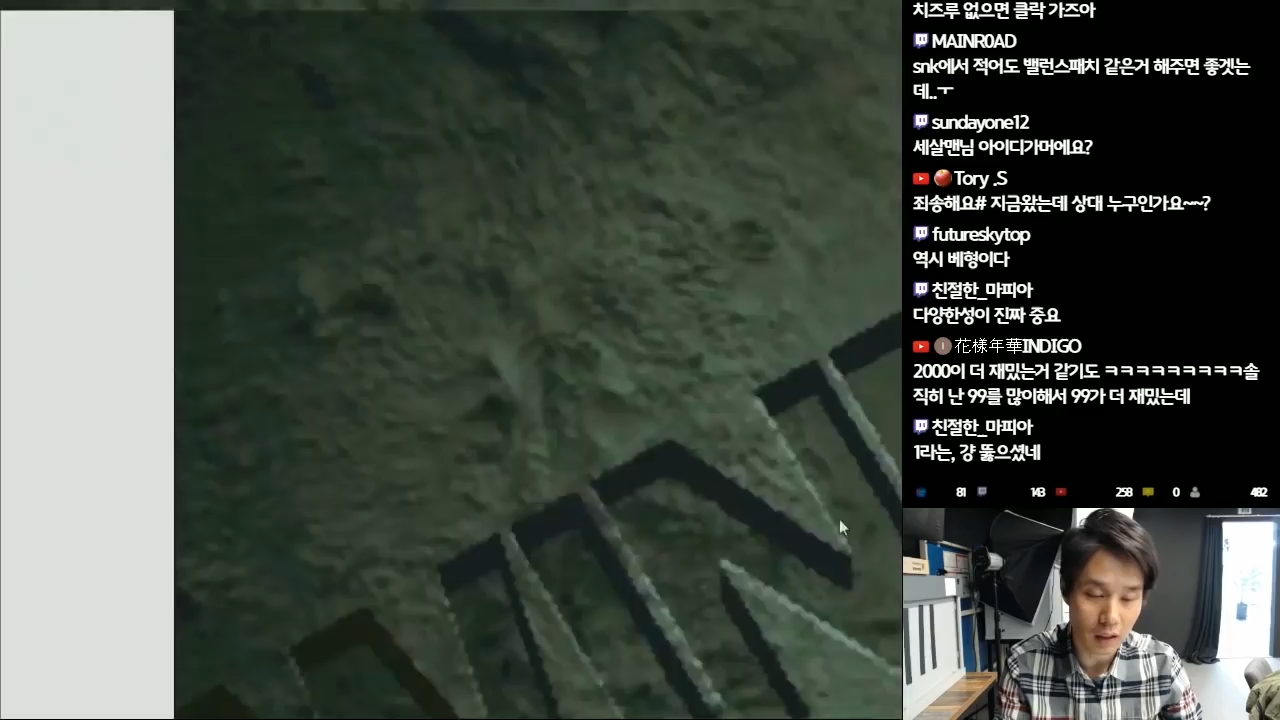 치즈루 없으면 클락 가즈아
MAINR0AD
snk에서 적어도 밸런스패치 같은거 해주면 좋겟는
데..ㅜ
sundayone12
세살맨님 아이디가머에요?
Tory .S
죄송해요# 지금왔는데 상대 누구인가요~~?
futureskytop
역시 베형이다
친절한_마피아
다양한성이 진짜 중요
I 花樣年華INDIGO
2000이 더 재밌는거 같기도 ㅋㅋㅋㅋㅋㅋㅋㅋㅋ솔
직히 난 99를 많이해서 99가 더 재밌는데
친절한_마피아
1라는, 걍 뚫으셨네
81 143 258 0 482